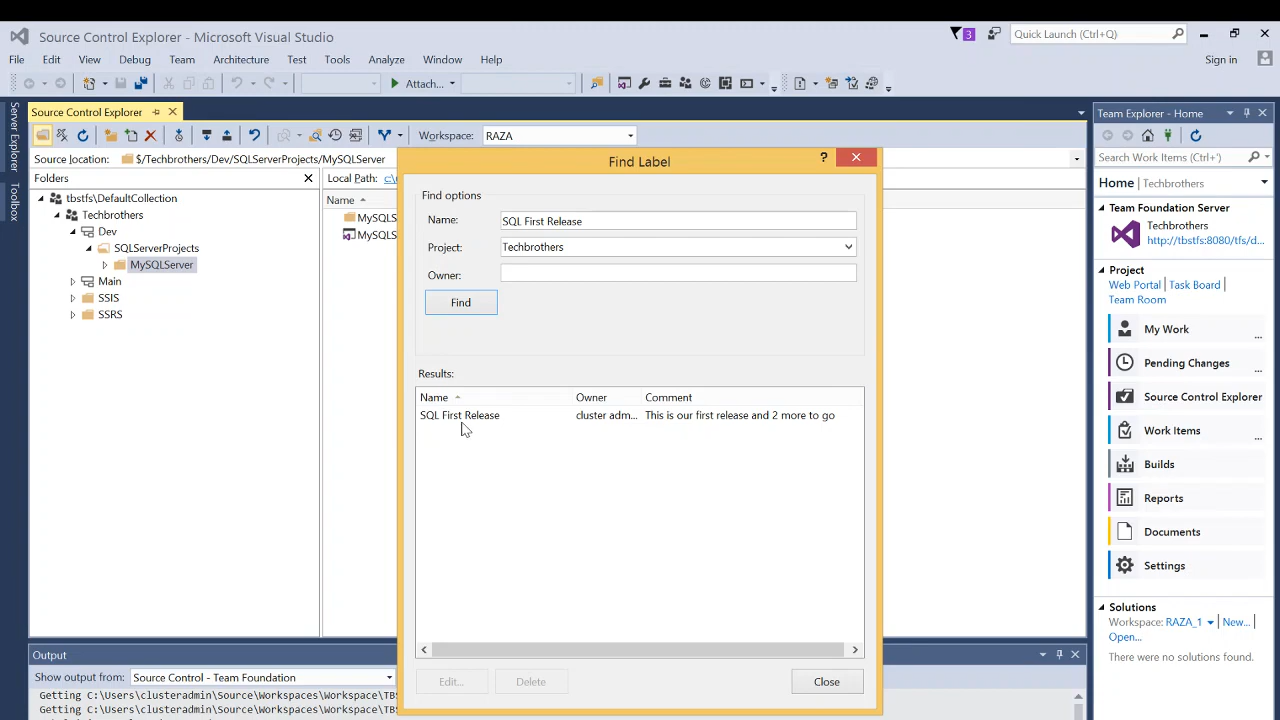 Source Control Explorer - Microsoft Visual Studio
3
Quick Launch (Ctrl+Q)
File Edit View Debug Team Architecture Test Tools Analyze Window Help
Sign in
Attach...
Server Explorer
Toolbox
Source Control Explorer
Workspace: RAZA
Source Location: $/Techbrothers/Dev/SQLServerProjects/MySQLServer
Folders
tbstfs\DefaultCollection
Techbrothers
Dev
SQLServerProjects
MySQLServer
Main
SSIS
SSRS
Local Path: c:\
Name
MySQLS
MySQLS
Find Label
?
Find options
Name: SQL First Release
Project: Techbrothers
Owner:
Find
Results:
Name Owner Comment
SQL First Release cluster adm... This is our first release and 2 more to go
Edit... Delete Close
Team Explorer - Home
Search Work Items (Ctrl+')
Home | Techbrothers
Team Foundation Server
Techbrothers
http://tbstfs:8080/tfs/d...
Project
Web Portal | Task Board |
Team Room
My Work
...
Pending Changes
Source Control Explorer
Work Items
...
Builds
Reports
Documents
Settings
Solutions
Workspace: RAZA_1 | New... |
Open...
There were no solutions found.
Output
Show output from: Source Control - Team Foundation
Getting C:\Users\clusteradmin\Source\Workspaces\Workspace\TB
Getting C:\Users\clusteradmin\Source\Workspaces\Workspace\TBS